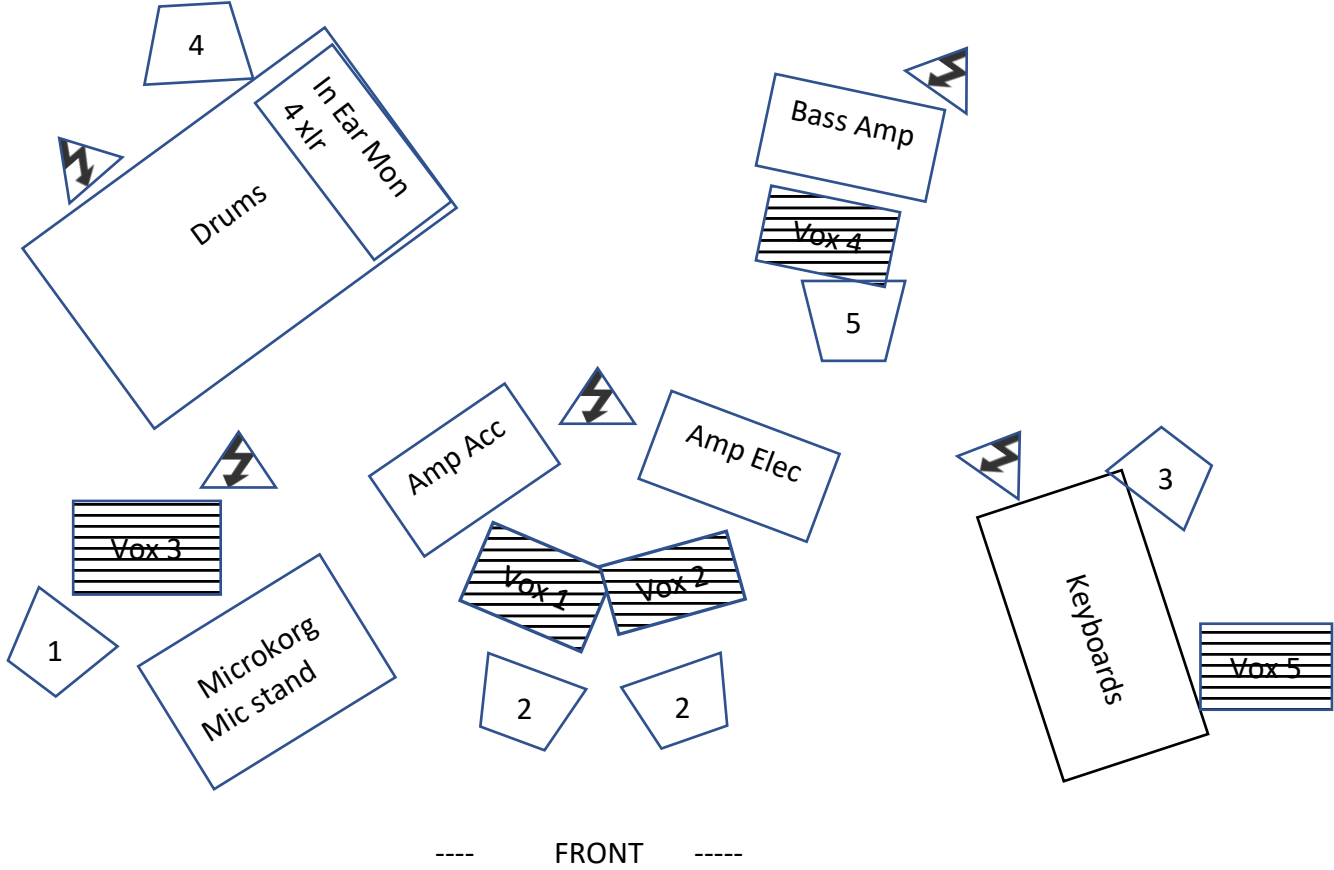 4
In Ear Mon
4 xlr
Drums
Bass Amp
Vox 4
5
Amp Acc
Amp Elec
3
Vox 3
Vox 1
Vox 2
Keyboards
1
Microkorg
Mic stand
2
2
Vox 5
---- FRONT -----